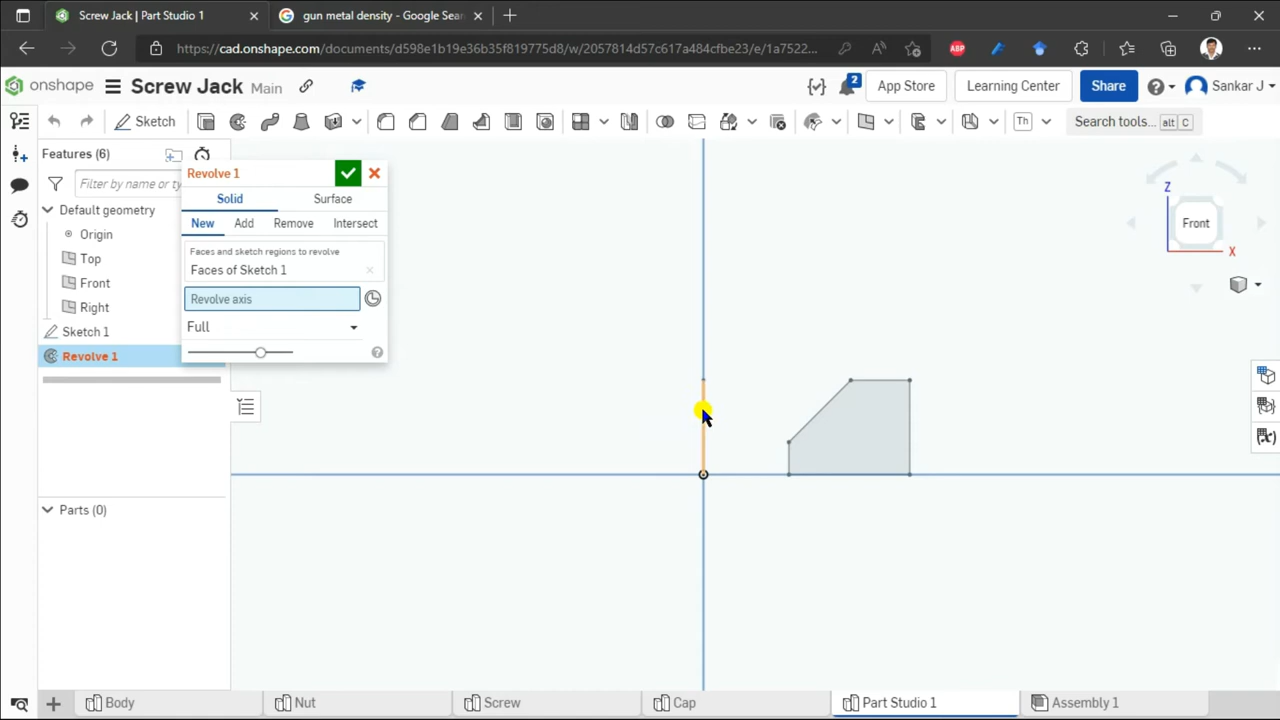 Screw Jack | Part Studio 1
gun metal density - Google Sear
https://cad.onshape.com/documents/d598e1b19e36b35f819775d8/w/2057814d57c617a484cfbe23/e/1a7522...
ABP
onshape
Screw Jack
Main
2
App Store
Learning Center
Share
Sankar J
Sketch
Th
Search tools...
alt
C
Features (6)
Filter by name or ty
Default geometry
Origin
Top
Front
Right
Sketch 1
Revolve 1
Parts (0)
Revolve 1
Solid
Surface
New
Add
Remove
Intersect
Faces and sketch regions to revolve
Faces of Sketch 1
Revolve axis
Full
Z
Front
X
(x)
Body
Nut
Screw
Cap
Part Studio 1
Assembly 1